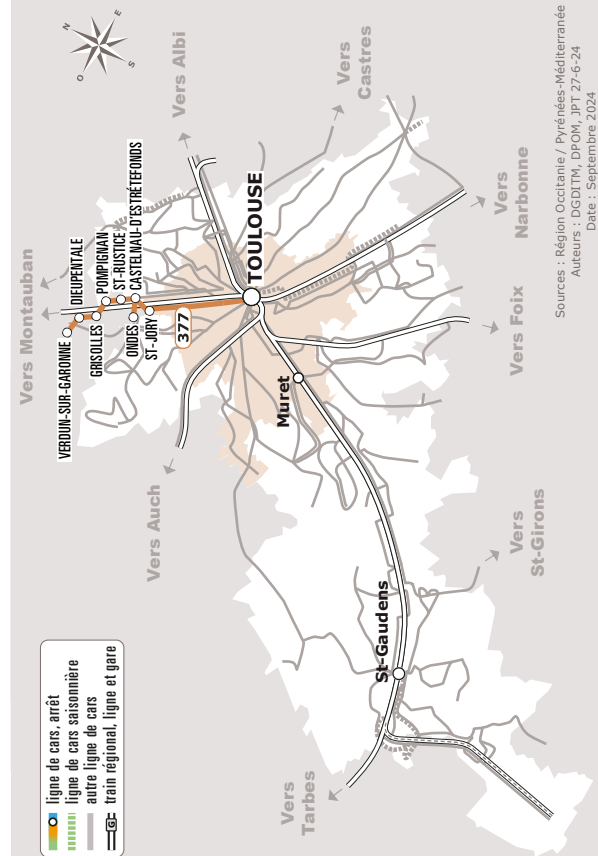 N
E
S
O
Vers Montauban
Vers Albi
Vers
Castres
VERDUN-SUR-GARONNE
DIEUPENTALE
GRISOLLES
POMPIGNAN
ST-RUSTICE
CASTELNAU-D'ESTRÉTEFONDS
ONDES
ST-JORY
377
TOULOUSE
Vers
Narbonne
Vers Auch
Muret
Vers Foix
Vers
St-Girons
St-Gaudens
Vers
Tarbes
ligne de cars, arrêt
ligne de cars saisonnière
autre ligne de cars
G
train régional, ligne et gare
Sources : Région Occitanie / Pyrénées-Méditerranée
Auteurs : DGDITM, DPOM, JPT 27-6-24
Date : Septembre 2024